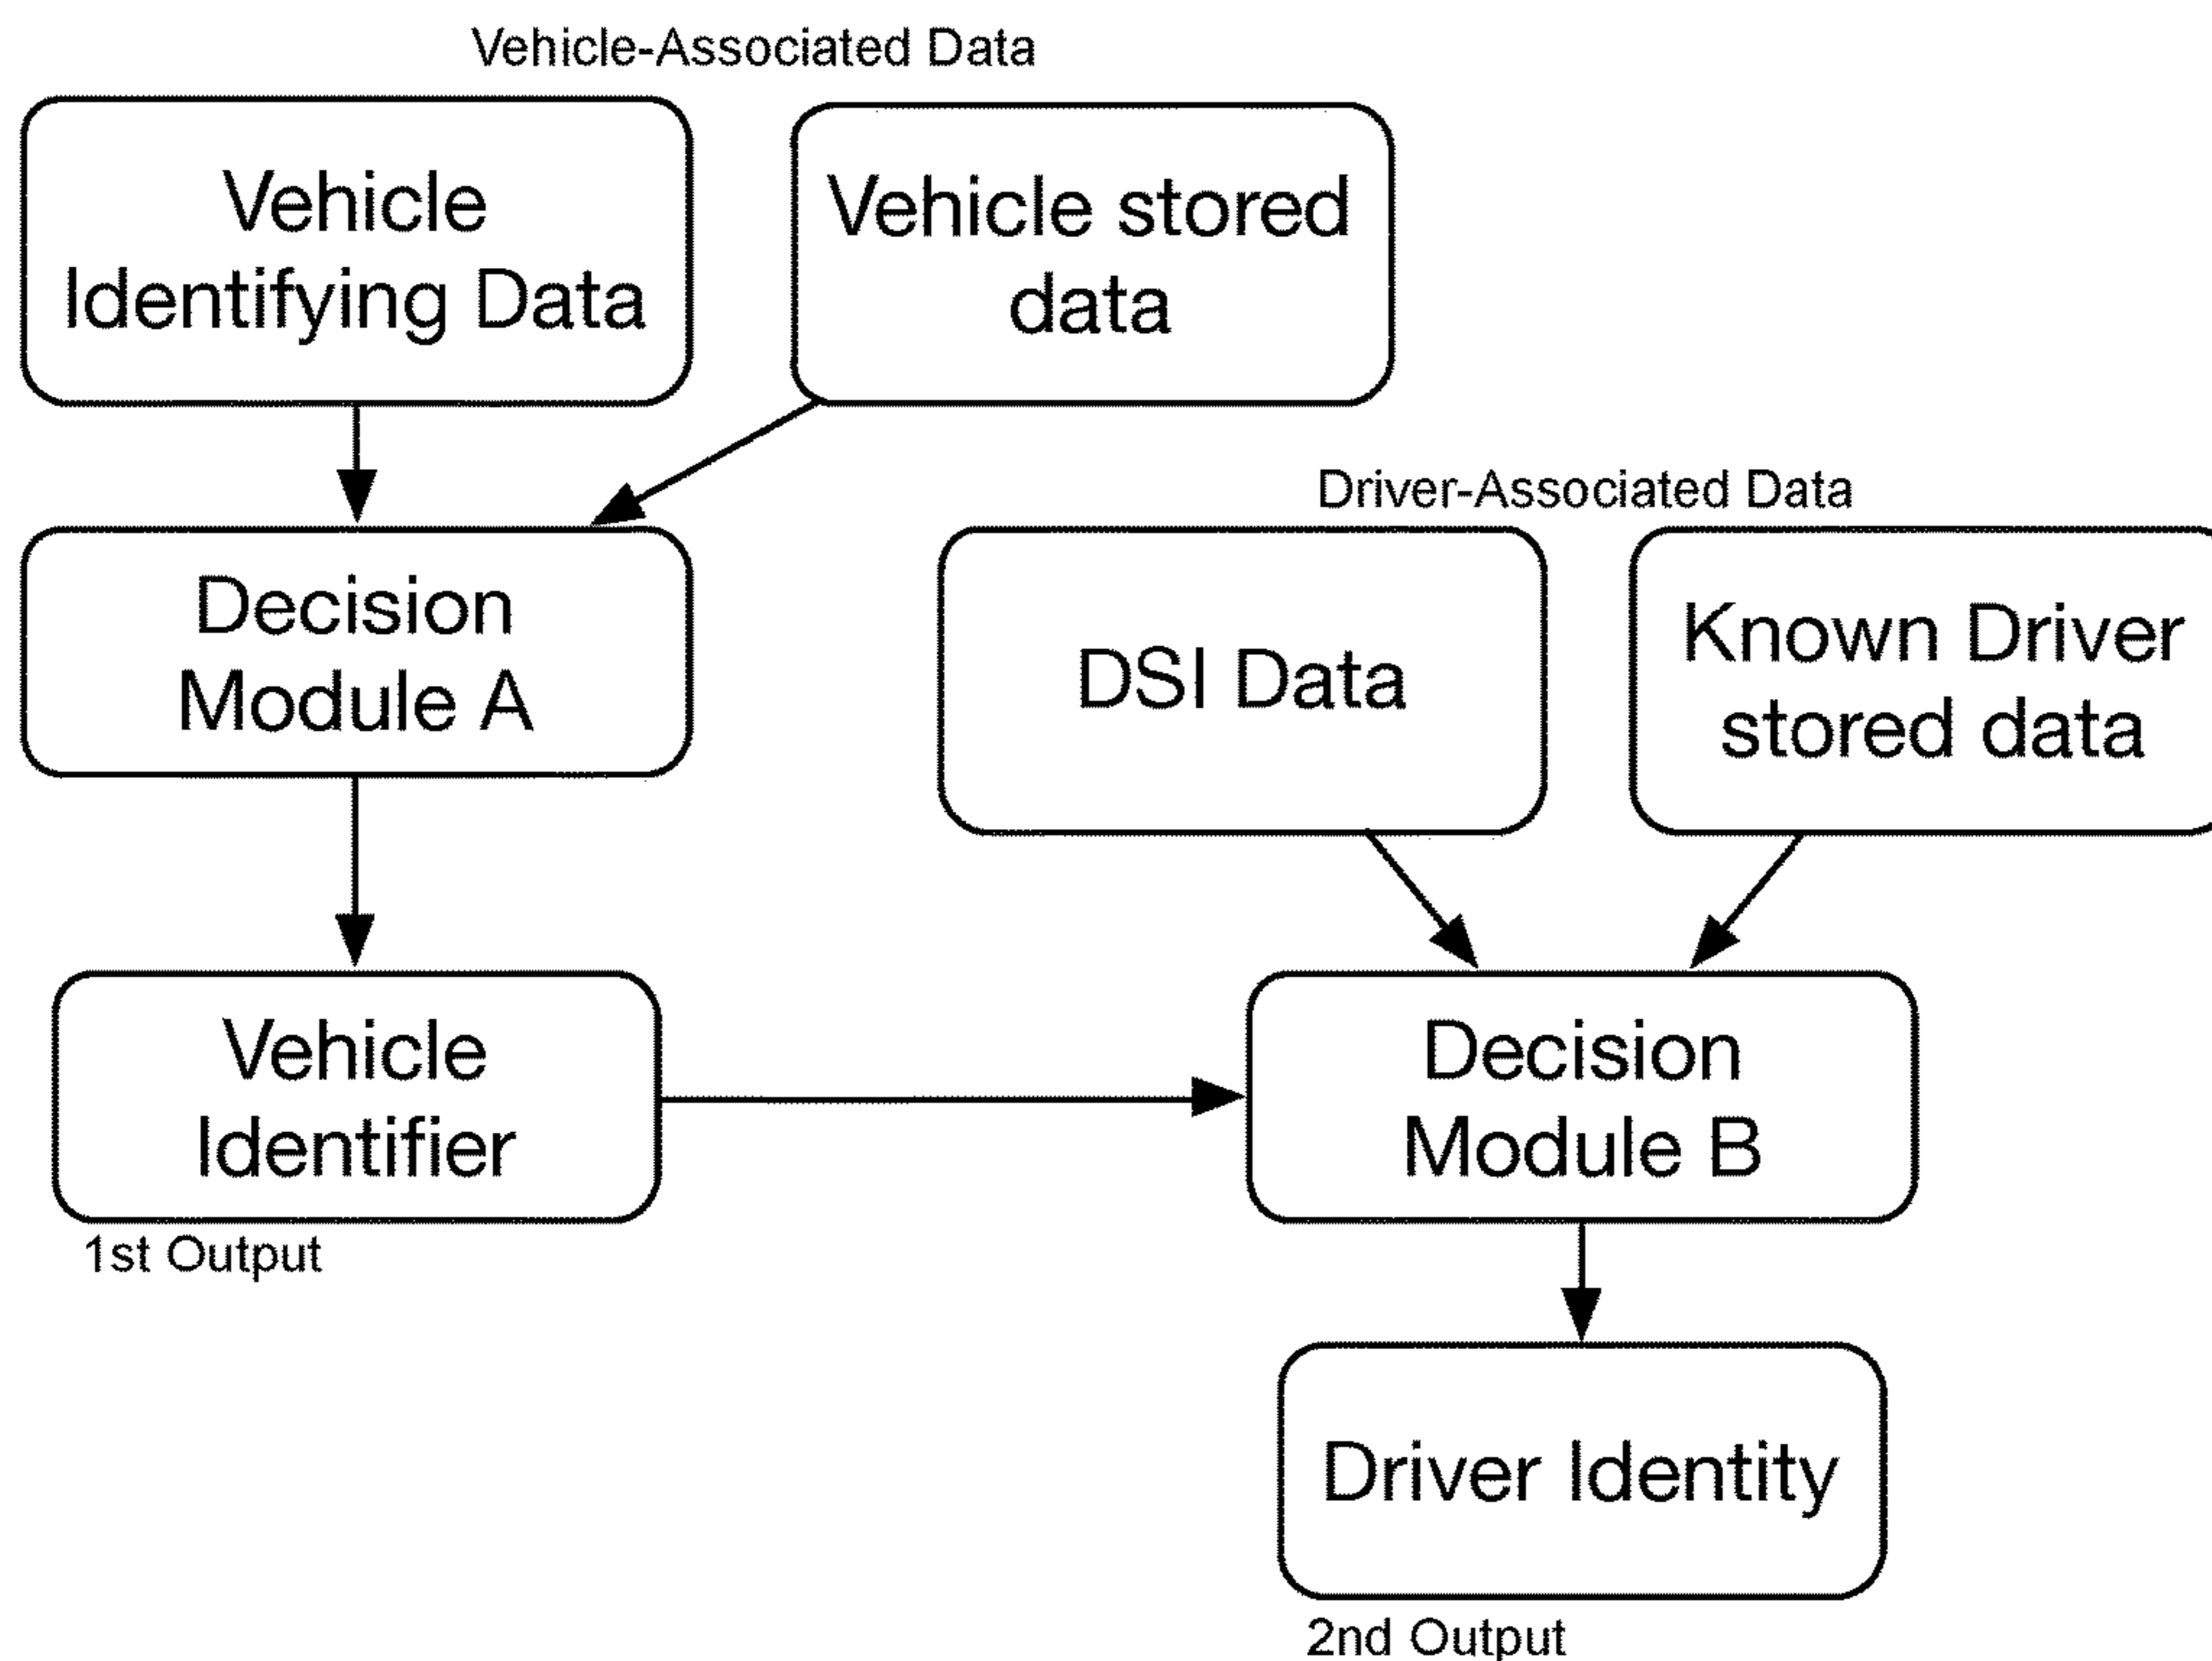 Vehicle-Associated Data
Vehicle
Identifying Data
Vehicle stored
data
Driver-Associated Data
Decision
Module A
DSI Data
Known Driver
stored data
Vehicle
Identifier
1st Output
Decision
Module B
Driver Identity
2nd Output